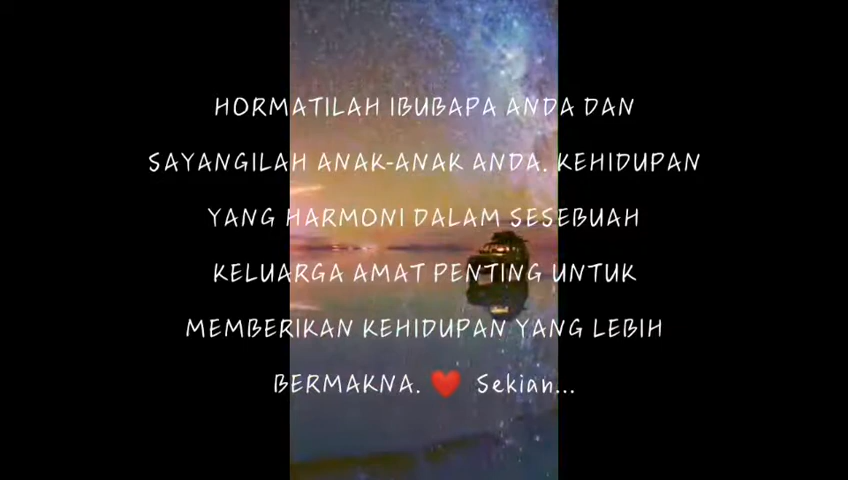 HORMATILAH IBUBAPA ANDA DAN
SAYANGILAH ANAK-ANAK ANDA. KEHIDUPAN
YANG HARMONI DALAM SESEBUAH
KELUARGA AMAT PENTING UNTUK
MEMBERIKAN KEHIDUPAN YANG LEBIH
BERMAKNA. ❤️ Sekian...